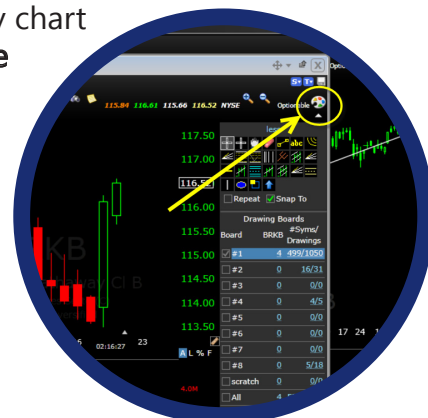 y chart
e
S+ T+
115.84 116.61 115.66 116.52 NYSE
Optionable
117.50
less
abc
117.00
116.52
116.00
Repeat Snap To
115.50
Drawing Boards
Board BRKB #Syms/
Drawings
115.00
#1 4 499/1050
114.50
#2 0 16/31
#3 0 0/0
114.00
#4 0 4/5
#5 0 0/0
113.50
#6 0 0/0
02:16:27 23
17 24
#7 0 0/0
A L % F
#8 0 5/18
scratch 0 0/0
4.0M
All 4